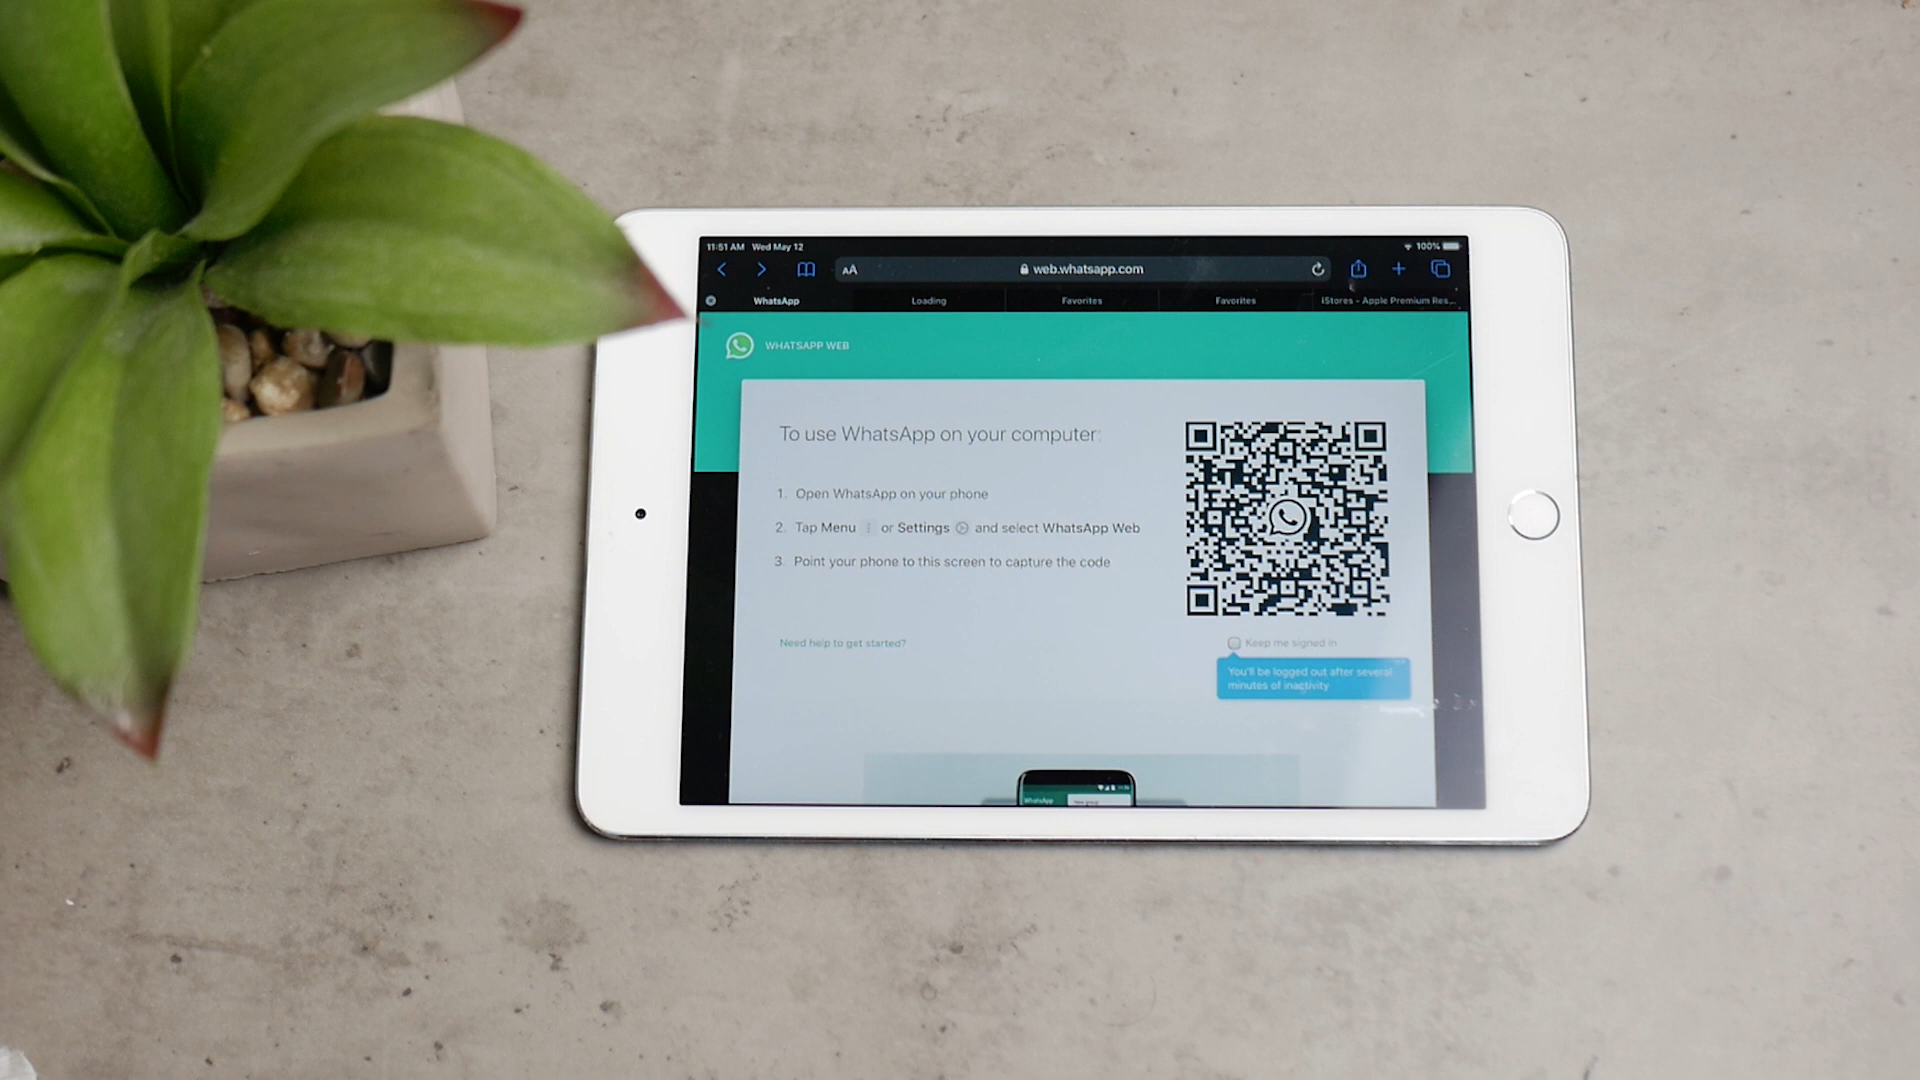 11:51 AM Wed May 12
100%
AA web.whatsapp.com
WhatsApp Loading Favorites Favorites iStores - Apple Premium Res...
WHATSAPP WEB
To use WhatsApp on your computer:
1. Open WhatsApp on your phone
2. Tap Menu or Settings and select WhatsApp Web
3. Point your phone to this screen to capture the code
Need help to get started?
Keep me signed in
You'll be logged out after several
minutes of inactivity
WhatsApp
New group